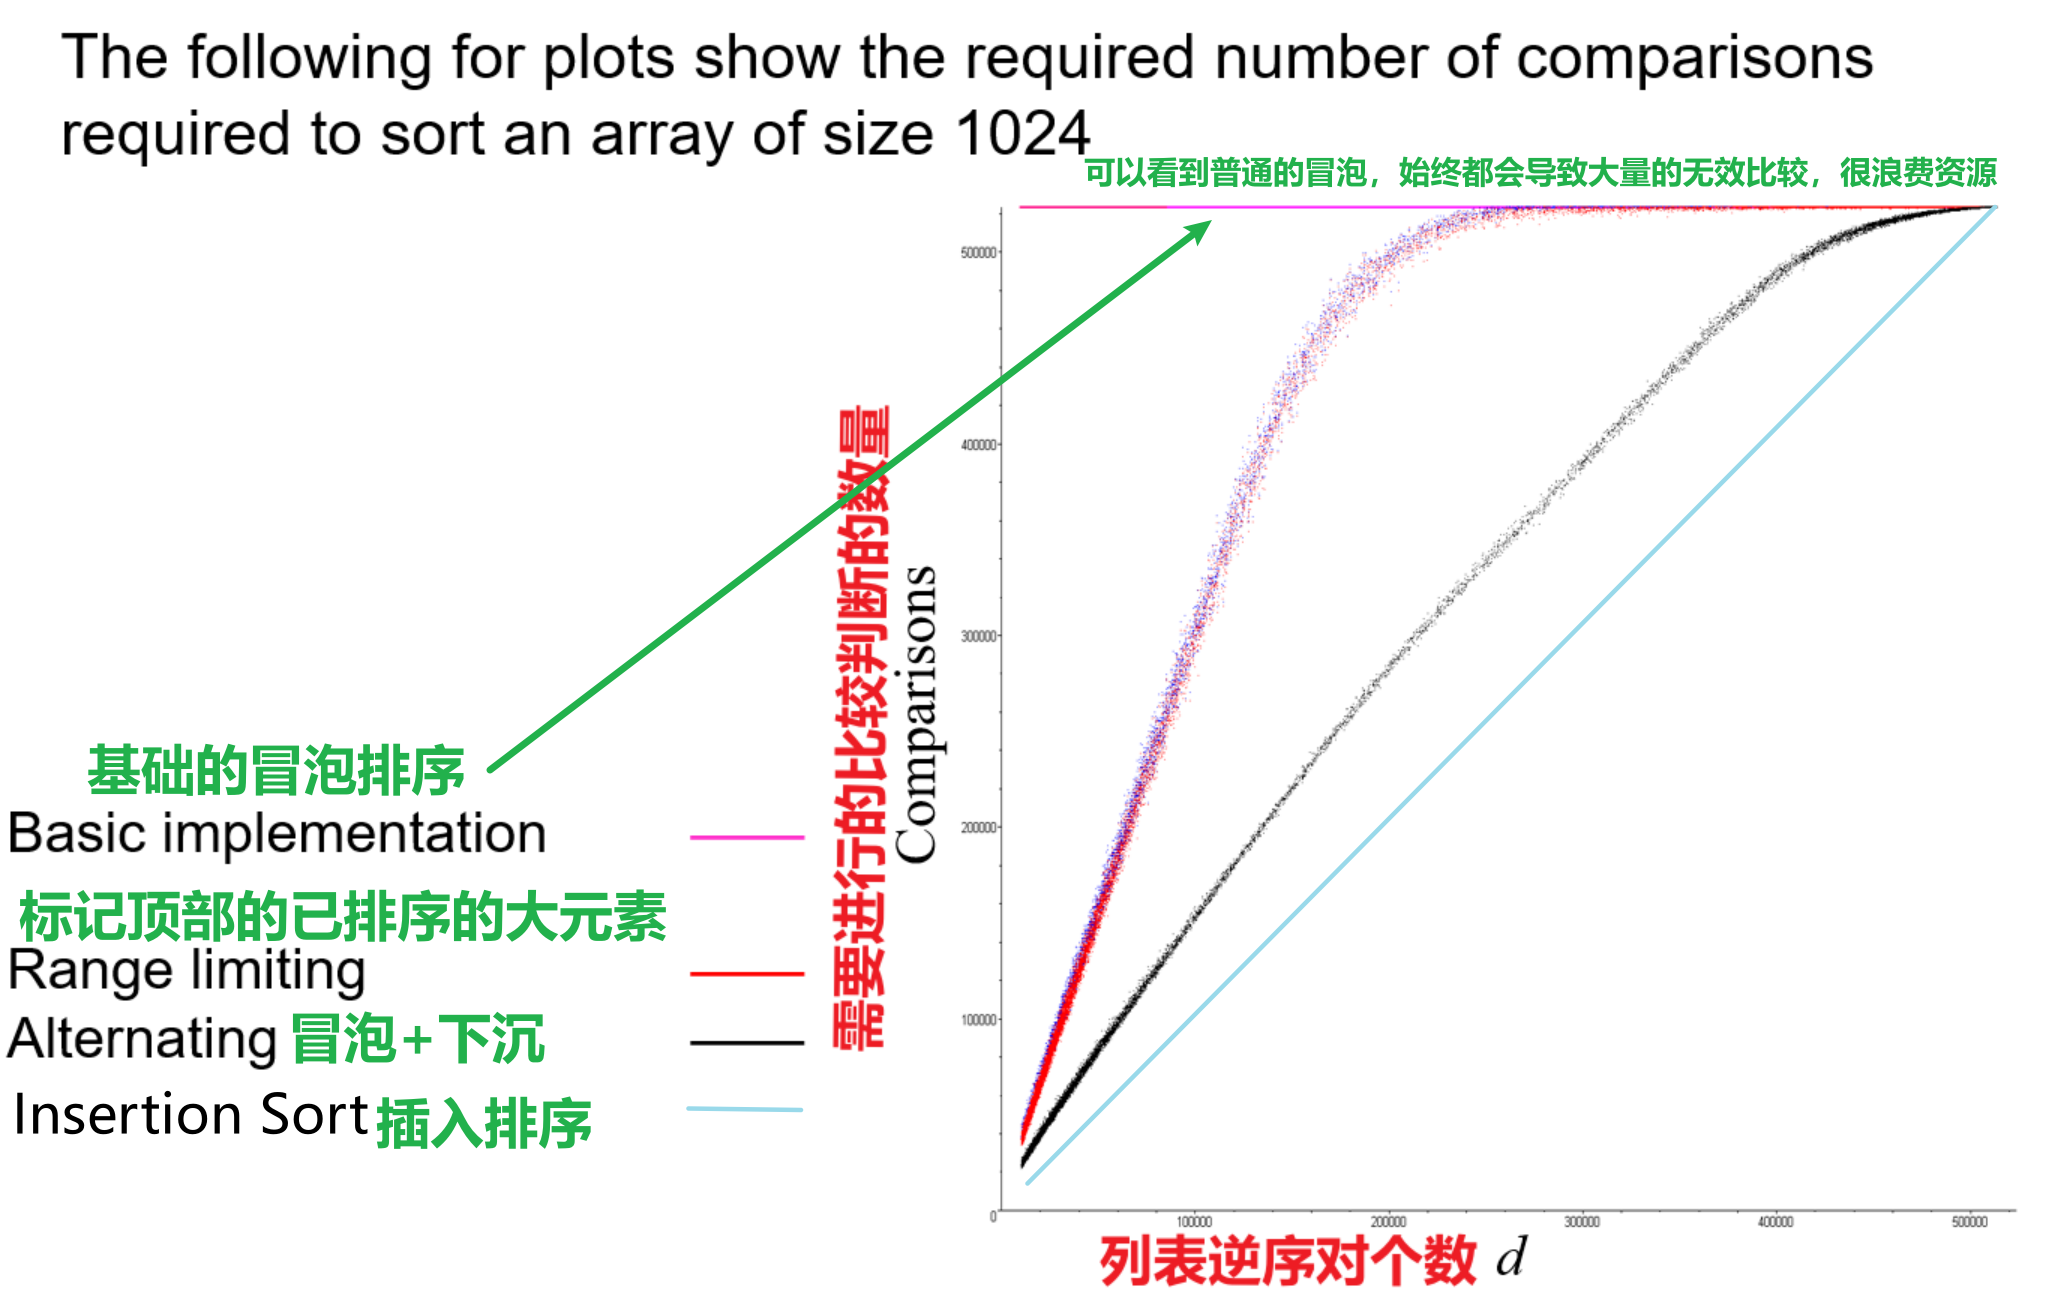 The following for plots show the required number of comparisons
required to sort an array of size 1024
可以看到普通的冒泡，始终都会导致大量的无效比较，很浪费资源
500000
400000
300000
200000
100000
0
100000
200000
300000
400000
500000
需要进行的比较判断的数量
Comparisons
基础的冒泡排序
Basic implementation
标记顶部的已排序的大元素
Range limiting
Alternating 冒泡+下沉
Insertion Sort 插入排序
列表逆序对个数 d